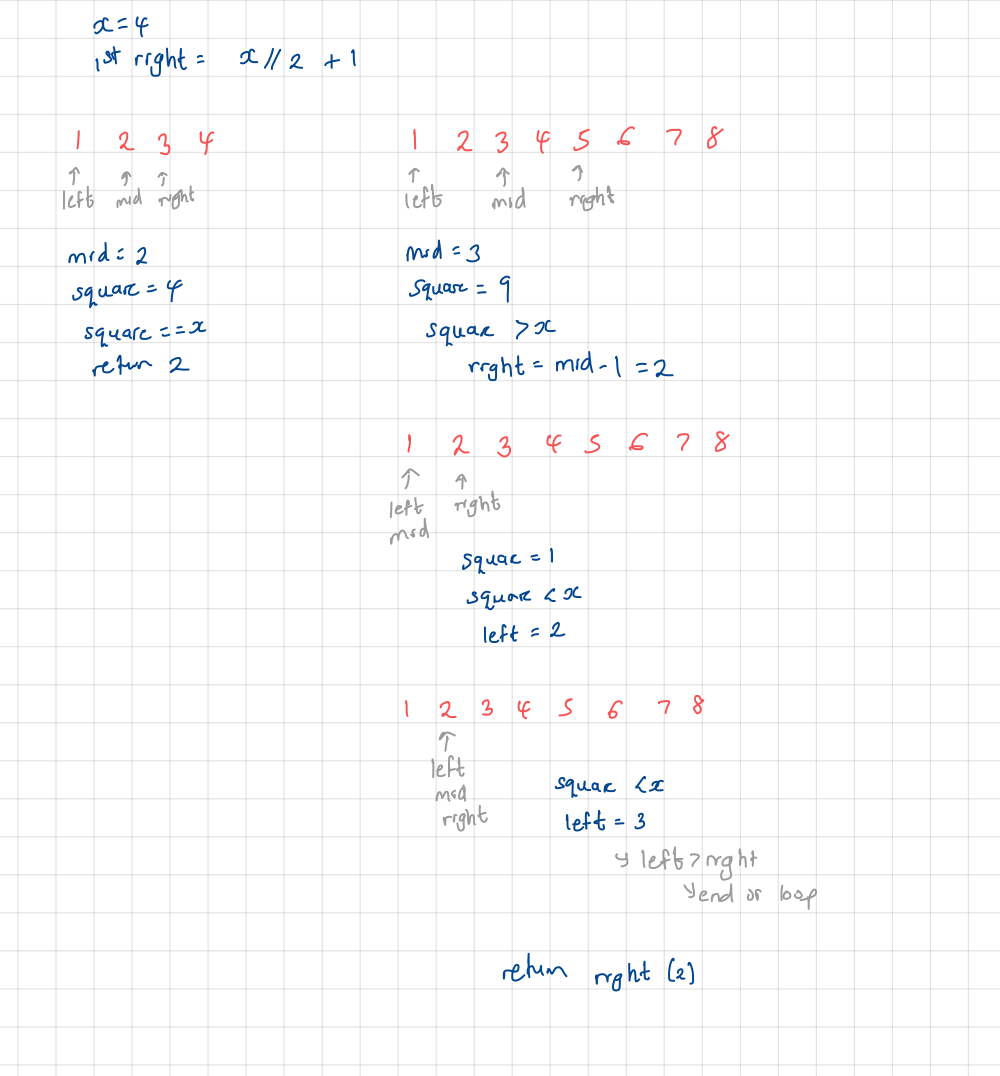 x = 4
1st right = x // 2 + 1
1 2 3 4
left mid right
mid = 2
square = 4
square == x
return 2
1 2 3 4 5 6 7 8
left mid right
mid = 3
square = 9
square > x
right = mid - 1 = 2
1 2 3 4 5 6 7 8
left right
mid
square = 1
square < x
left = 2
1 2 3 4 5 6 7 8
left
mid
right
square < x
left = 3
left > right
end of loop
return right (2)